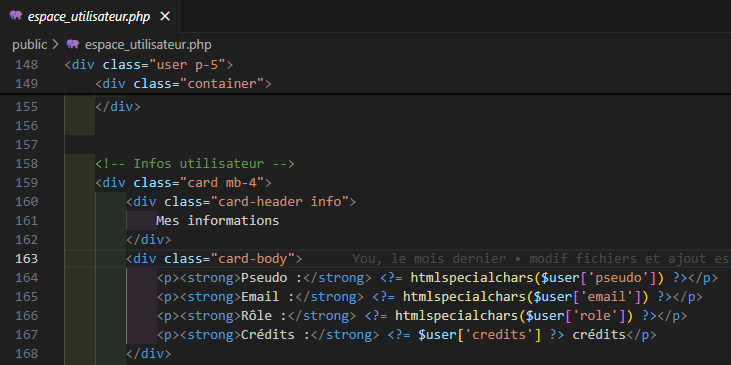 espace_utilisateur.php ×
public > espace_utilisateur.php
148 <div class="user p-5">
149 <div class="container">
155 </div>
156
157
158 <!-- Infos utilisateur -->
159 <div class="card mb-4">
160 <div class="card-header info">
161 Mes informations
162 </div>
163 <div class="card-body"> You, le mois dernier • modif fichiers et ajout es
164 <p><strong>Pseudo :</strong> <?= htmlspecialchars($user['pseudo']) ?></p>
165 <p><strong>Email :</strong> <?= htmlspecialchars($user['email']) ?></p>
166 <p><strong>Rôle :</strong> <?= htmlspecialchars($user['role']) ?></p>
167 <p><strong>Crédits :</strong> <?= $user['credits'] ?> crédits</p>
168 </div>